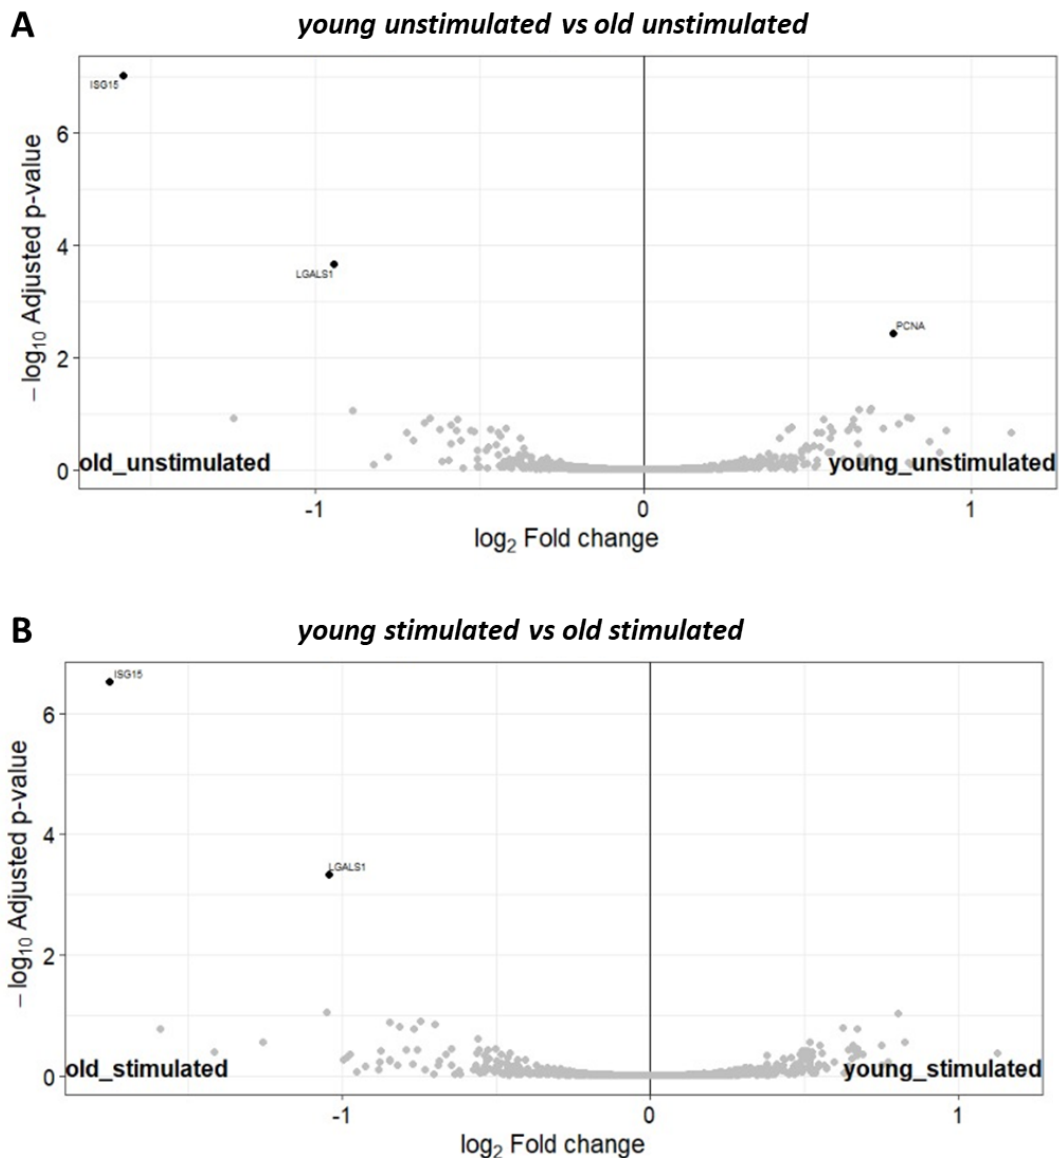 A
young unstimulated vs old unstimulated
ISG15
6
4
LGALS1
PCNA
2
0
old_unstimulated
young_unstimulated
-1
0
1
− log10 Adjusted p-value
log2 Fold change
B
young stimulated vs old stimulated
ISG15
6
4
LGALS1
2
0
old_stimulated
young_stimulated
-1
0
1
− log10 Adjusted p-value
log2 Fold change